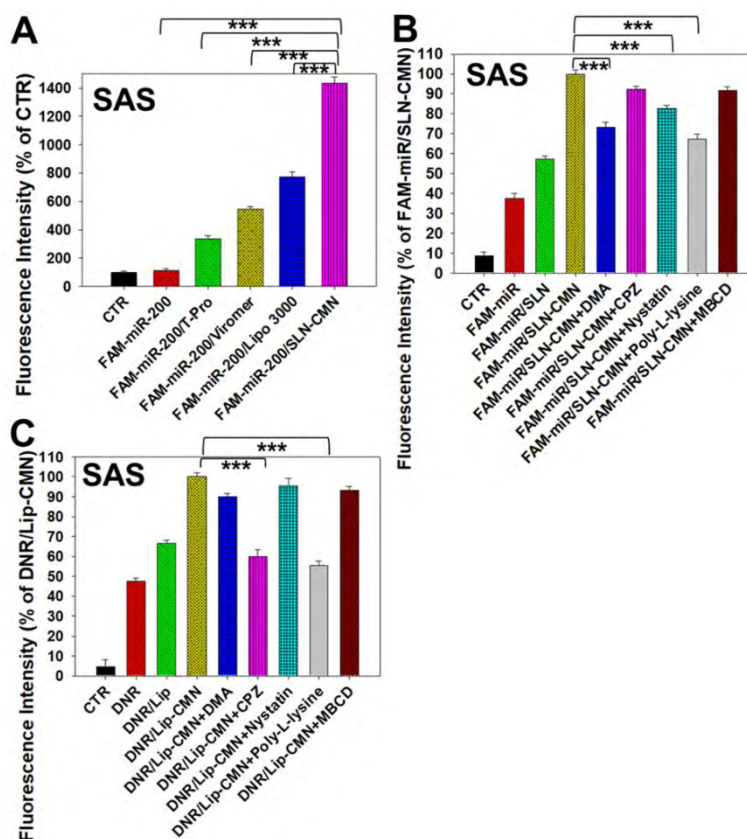 A
SAS
***
***
***
***
Fluorescence Intensity (% of CTR)
1400
1200
1000
800
600
400
200
0
CTR
FAM-miR-200
FAM-miR-200/T-Pro
FAM-miR-200/Viromer
FAM-miR-200/Lipo 3000
FAM-miR-200/SLN-CMN
B
SAS
***
***
***
Fluorescence Intensity (% of FAM-miR/SLN-CMN)
110
100
90
80
70
60
50
40
30
20
10
0
CTR
FAM-miR
FAM-miR/SLN
FAM-miR/SLN-CMN
FAM-miR/SLN-CMN+DMA
FAM-miR/SLN-CMN+CPZ
FAM-miR/SLN-CMN+Nystatin
FAM-miR/SLN-CMN+Poly-L-lysine
FAM-miR/SLN-CMN+MBCD
C
SAS
***
***
Fluorescence Intensity (% of DNR/Lip-CMN)
110
100
90
80
70
60
50
40
30
20
10
0
CTR
DNR
DNR/Lip
DNR/Lip-CMN
DNR/Lip-CMN+DMA
DNR/Lip-CMN+CPZ
DNR/Lip-CMN+Nystatin
DNR/Lip-CMN+Poly-L-lysine
DNR/Lip-CMN+MBCD